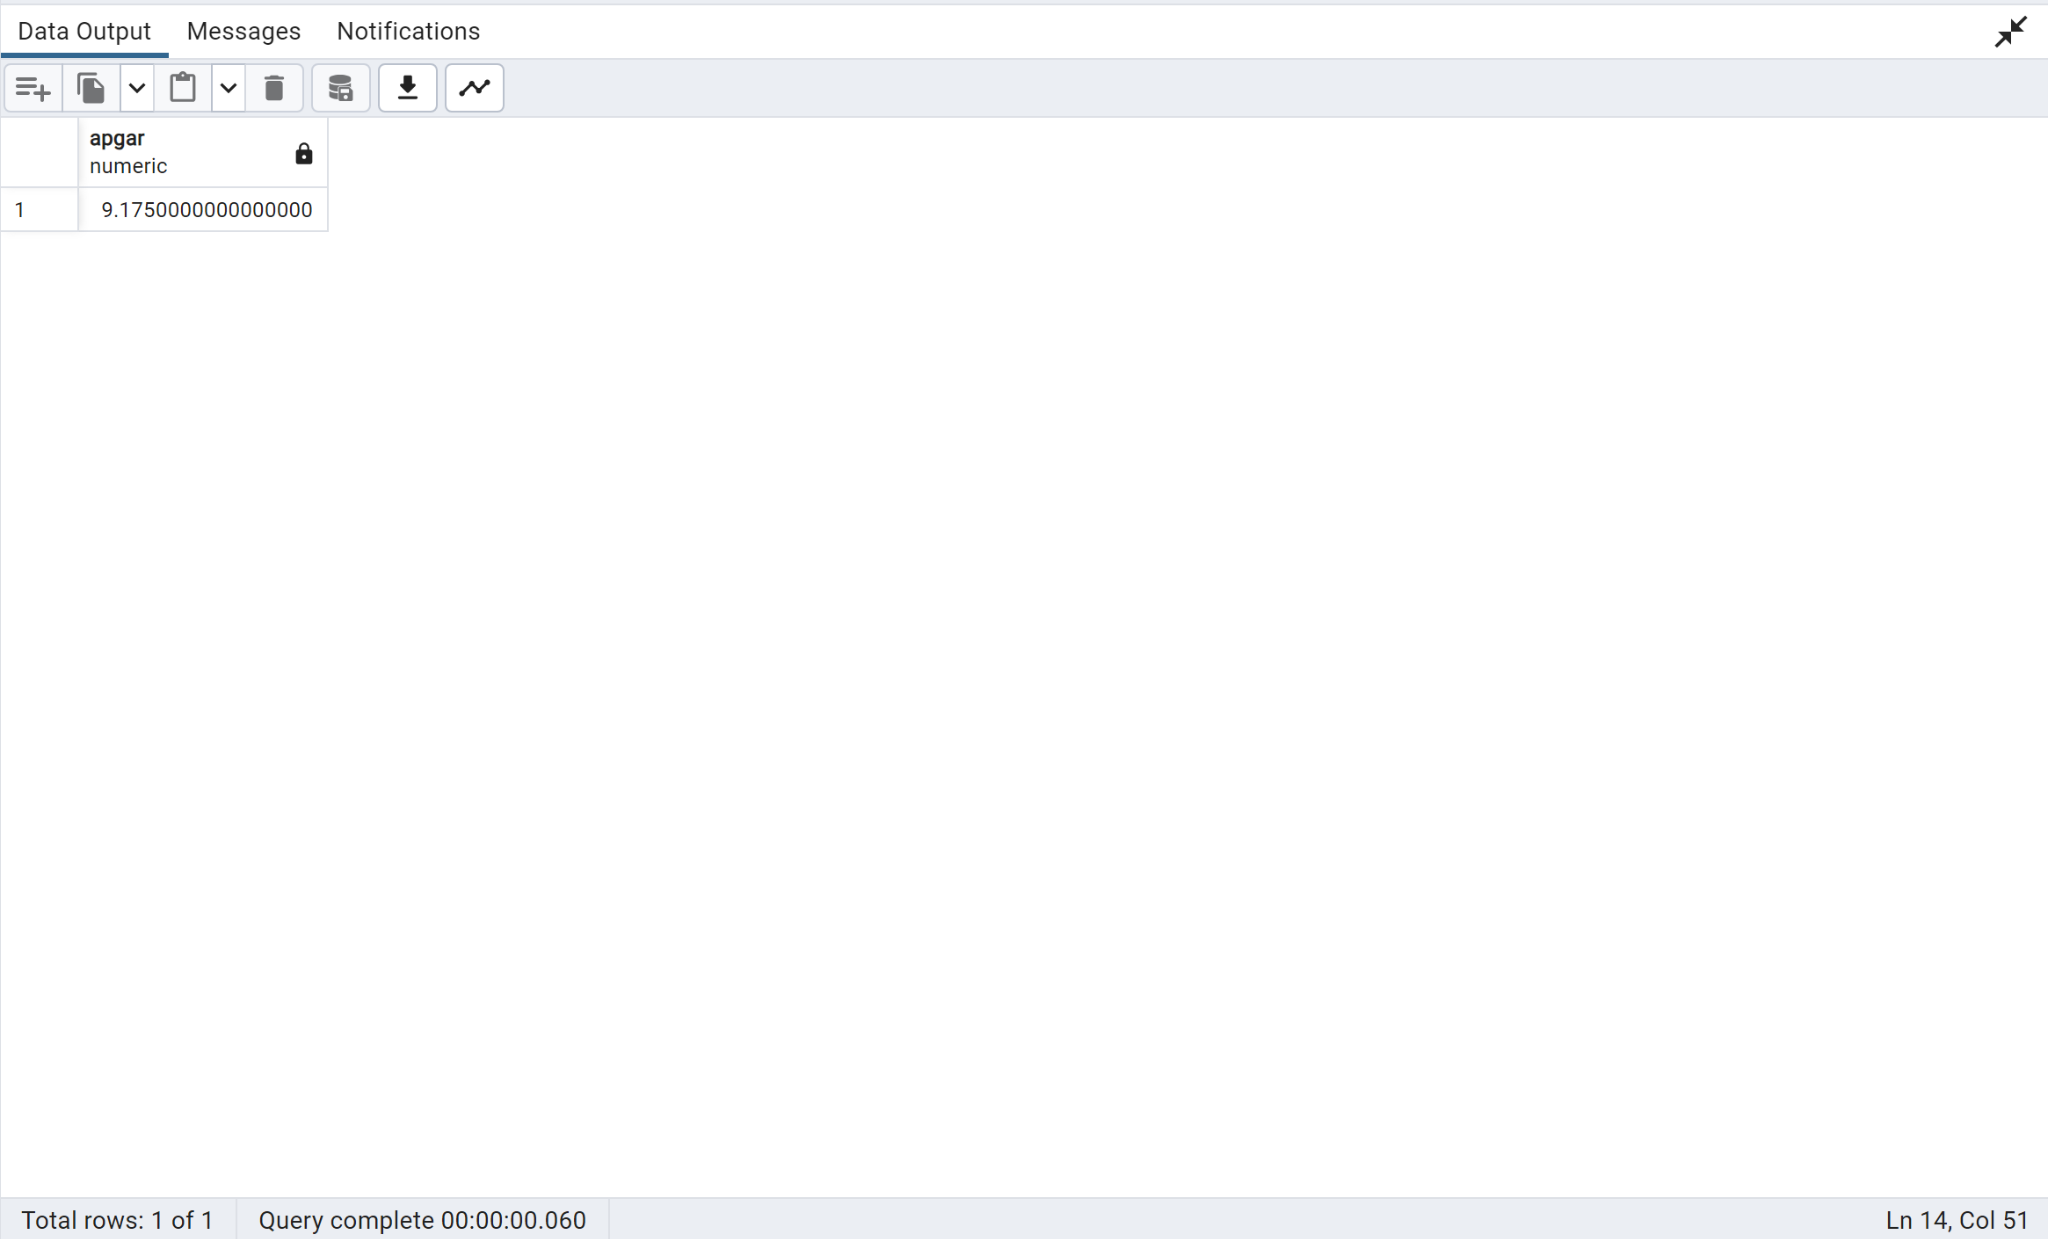 Data Output Messages Notifications
apgar
numeric
1 9.1750000000000000
Total rows: 1 of 1 Query complete 00:00:00.060 Ln 14, Col 51